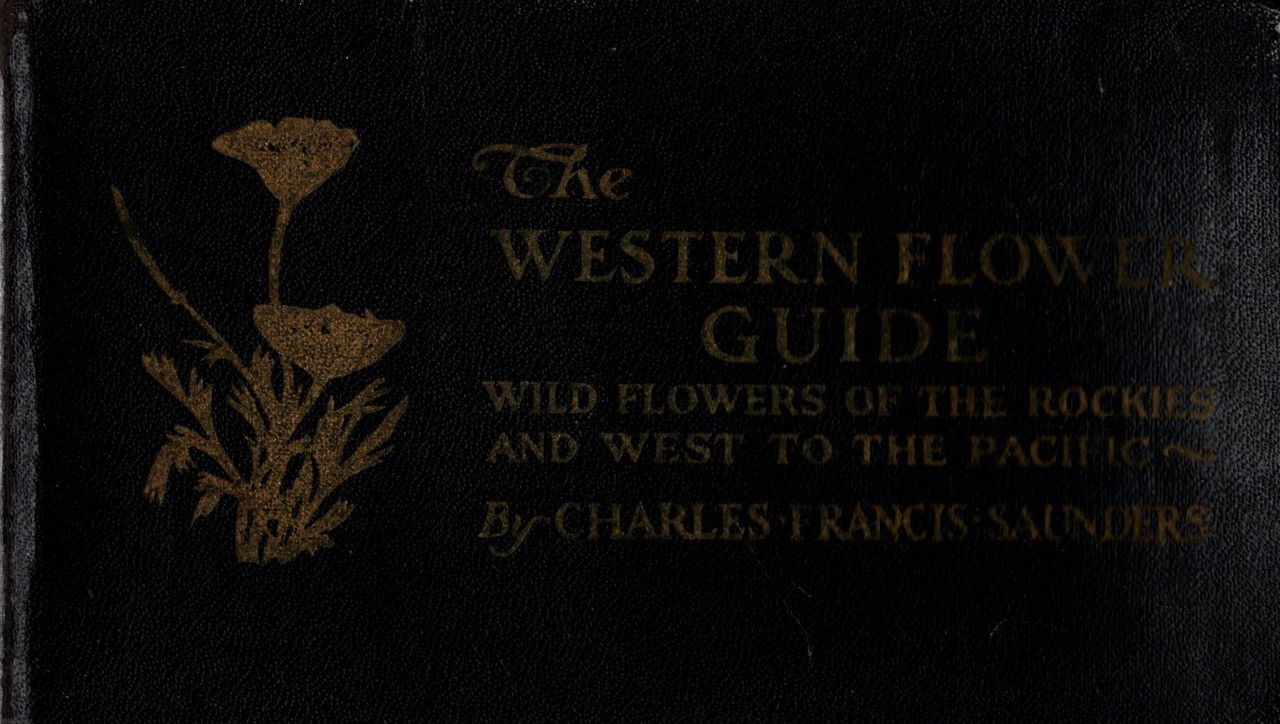 The
WESTERN FLOWER
GUIDE
WILD FLOWERS OF THE ROCKIES
AND WEST TO THE PACIFIC~
By CHARLES·FRANCIS·SAUNDERS